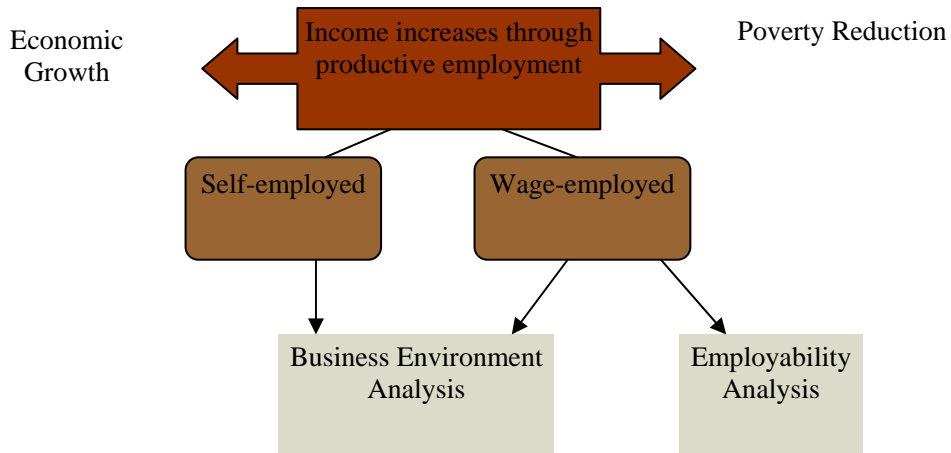 Economic
Growth
Income increases through
productive employment
Poverty Reduction
Self-employed
Wage-employed
Business Environment
Analysis
Employability
Analysis